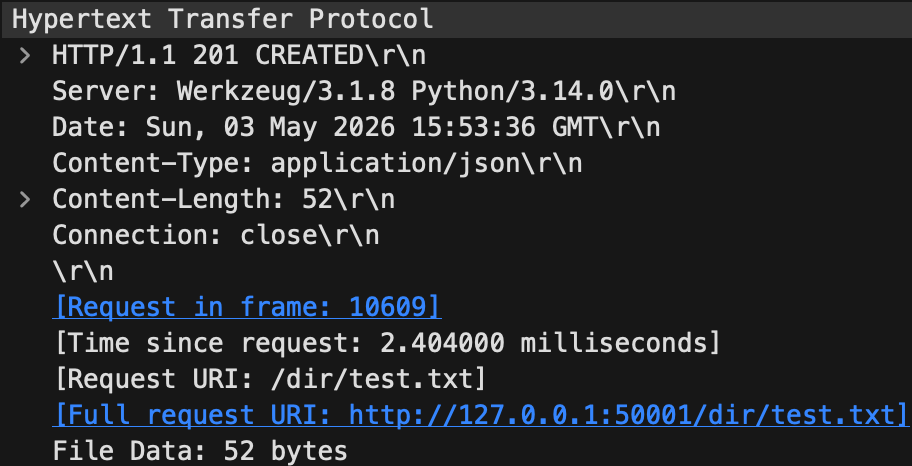 Hypertext Transfer Protocol
HTTP/1.1 201 CREATED\r\n
Server: Werkzeug/3.1.8 Python/3.14.0\r\n
Date: Sun, 03 May 2026 15:53:36 GMT\r\n
Content-Type: application/json\r\n
Content-Length: 52\r\n
Connection: close\r\n
\r\n
[Request in frame: 10609]
[Time since request: 2.404000 milliseconds]
[Request URI: /dir/test.txt]
[Full request URI: http://127.0.0.1:50001/dir/test.txt]
File Data: 52 bytes